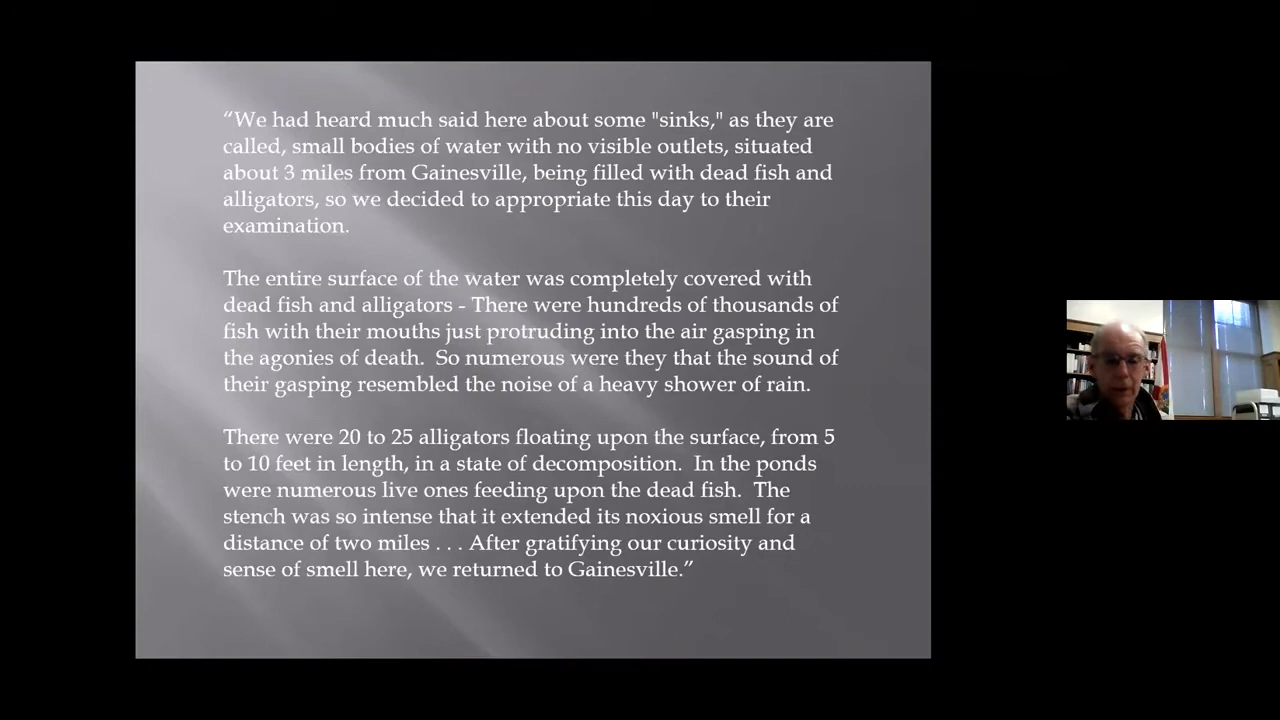 “We had heard much said here about some "sinks," as they are
called, small bodies of water with no visible outlets, situated
about 3 miles from Gainesville, being filled with dead fish and
alligators, so we decided to appropriate this day to their
examination.
The entire surface of the water was completely covered with
dead fish and alligators - There were hundreds of thousands of
fish with their mouths just protruding into the air gasping in
the agonies of death.  So numerous were they that the sound of
their gasping resembled the noise of a heavy shower of rain.
There were 20 to 25 alligators floating upon the surface, from 5
to 10 feet in length, in a state of decomposition.  In the ponds
were numerous live ones feeding upon the dead fish.  The
stench was so intense that it extended its noxious smell for a
distance of two miles . . . After gratifying our curiosity and
sense of smell here, we returned to Gainesville.”